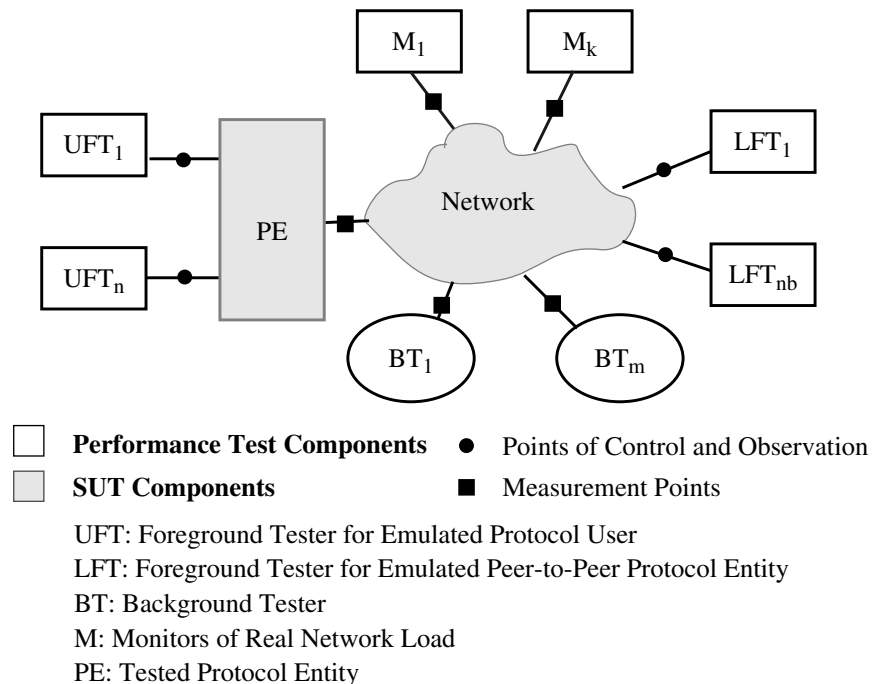 M1
Mk
UFT1
LFT1
PE
Network
UFTn
LFTnb
BT1
BTm
Performance Test Components
Points of Control and Observation
SUT Components
Measurement Points
UFT: Foreground Tester for Emulated Protocol User
LFT: Foreground Tester for Emulated Peer-to-Peer Protocol Entity
BT: Background Tester
M: Monitors of Real Network Load
PE: Tested Protocol Entity